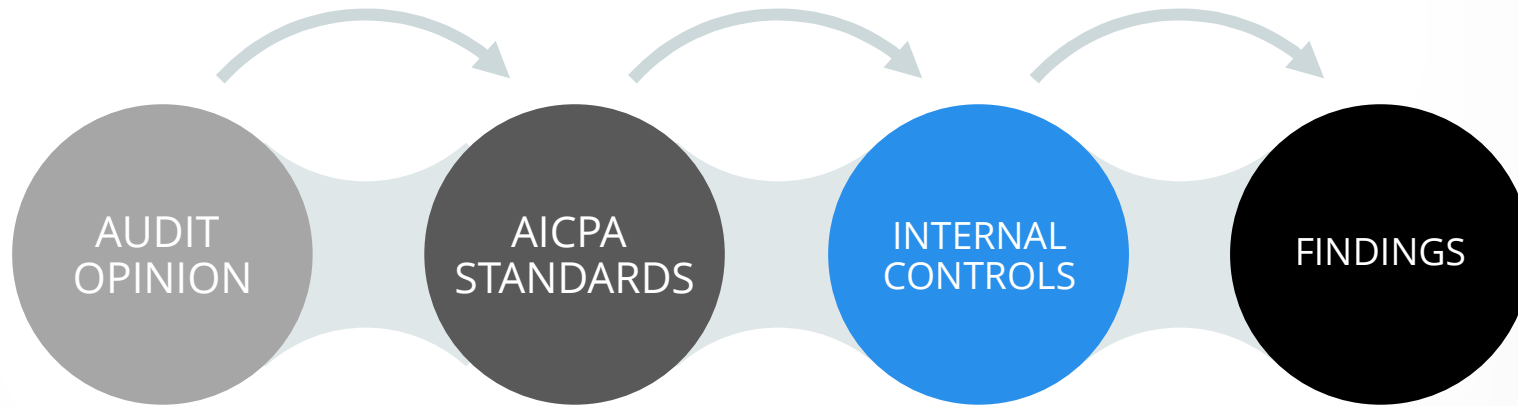 AUDIT
OPINION
AICPA
STANDARDS
INTERNAL
CONTROLS
FINDINGS